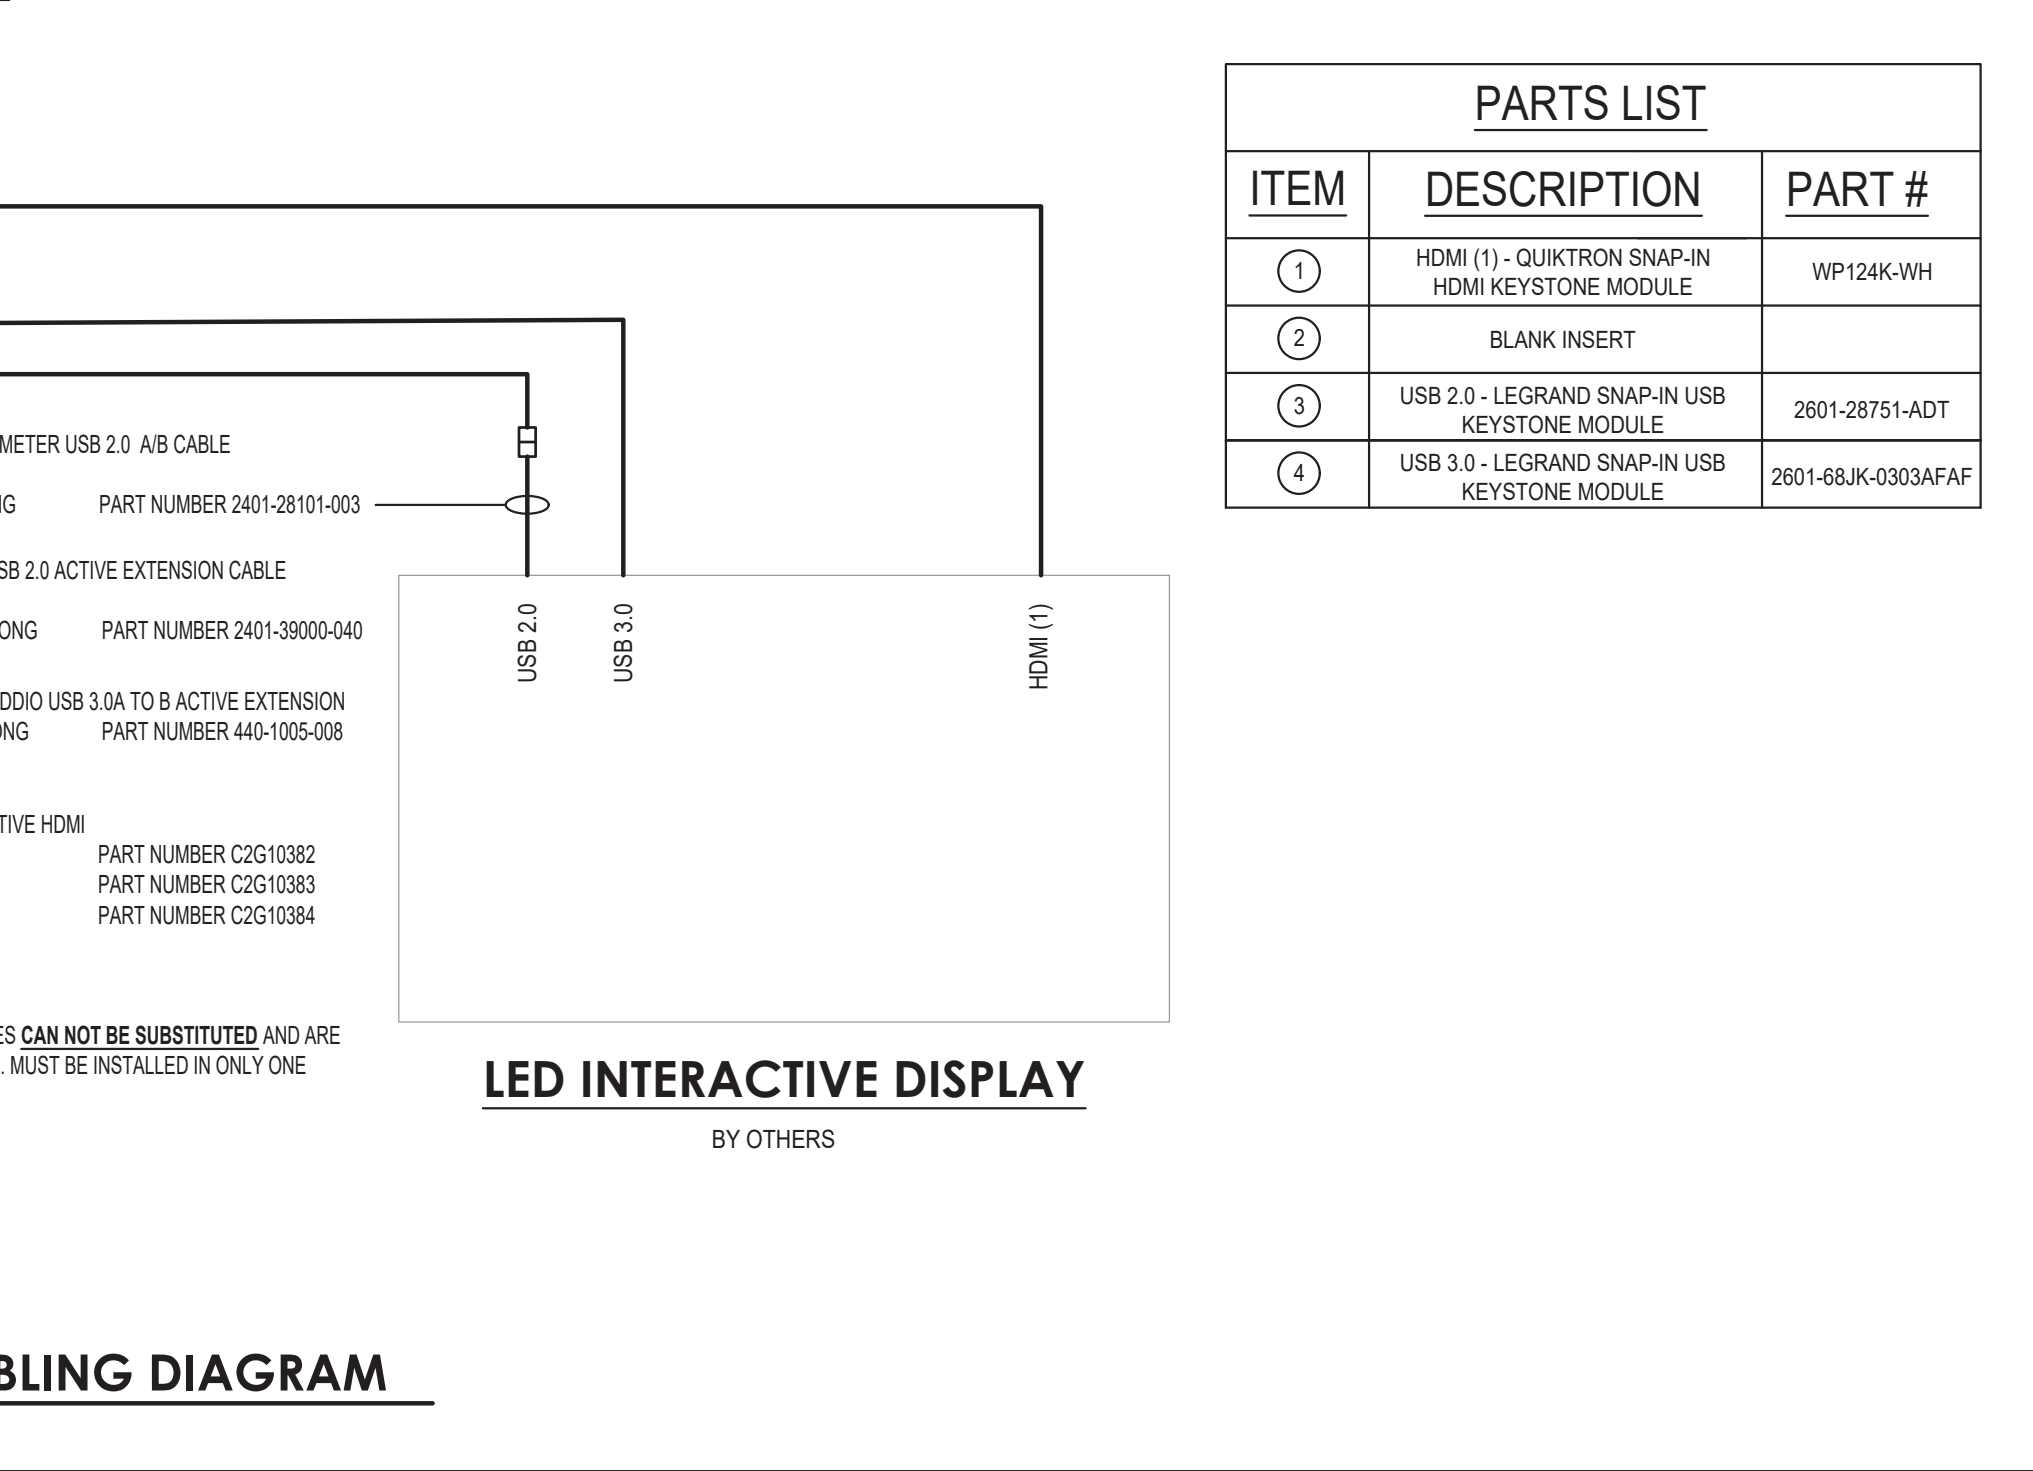 PARTS LIST
ITEM DESCRIPTION PART #
1 HDMI (1) - QUIKTRON SNAP-IN
HDMI KEYSTONE MODULE WP124K-WH
2 BLANK INSERT
3 USB 2.0 - LEGRAND SNAP-IN USB
KEYSTONE MODULE 2601-28751-ADT
4 USB 3.0 - LEGRAND SNAP-IN USB
KEYSTONE MODULE 2601-68JK-0303AFAF
METER USB 2.0 A/B CABLE
NG PART NUMBER 2401-28101-003
SB 2.0 ACTIVE EXTENSION CABLE
ONG PART NUMBER 2401-39000-040
DDIO USB 3.0A TO B ACTIVE EXTENSION
ONG PART NUMBER 440-1005-008
TIVE HDMI
PART NUMBER C2G10382
PART NUMBER C2G10383
PART NUMBER C2G10384
ES CAN NOT BE SUBSTITUTED AND ARE
. MUST BE INSTALLED IN ONLY ONE
USB 2.0
USB 3.0
HDMI (1)
LED INTERACTIVE DISPLAY
BY OTHERS
BLING DIAGRAM